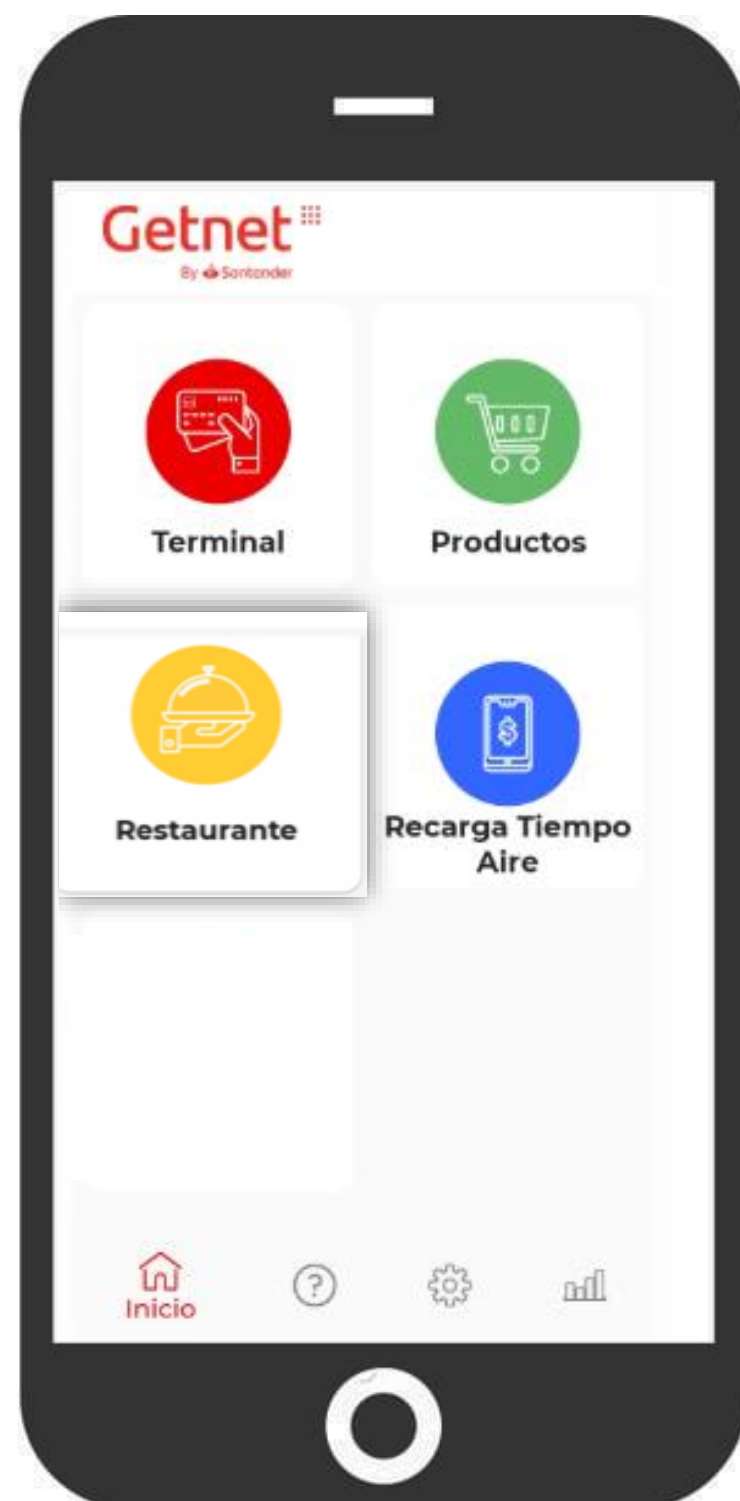 Getnet
By Santander
Terminal
Productos
Restaurante
Recarga Tiempo
Aire
Inicio